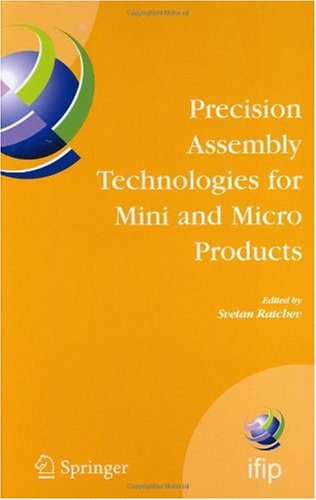 Precision
Assembly
Technologies for
Mini and Micro
Products
Edited by
Svetan Ratchev
Springer
ifip